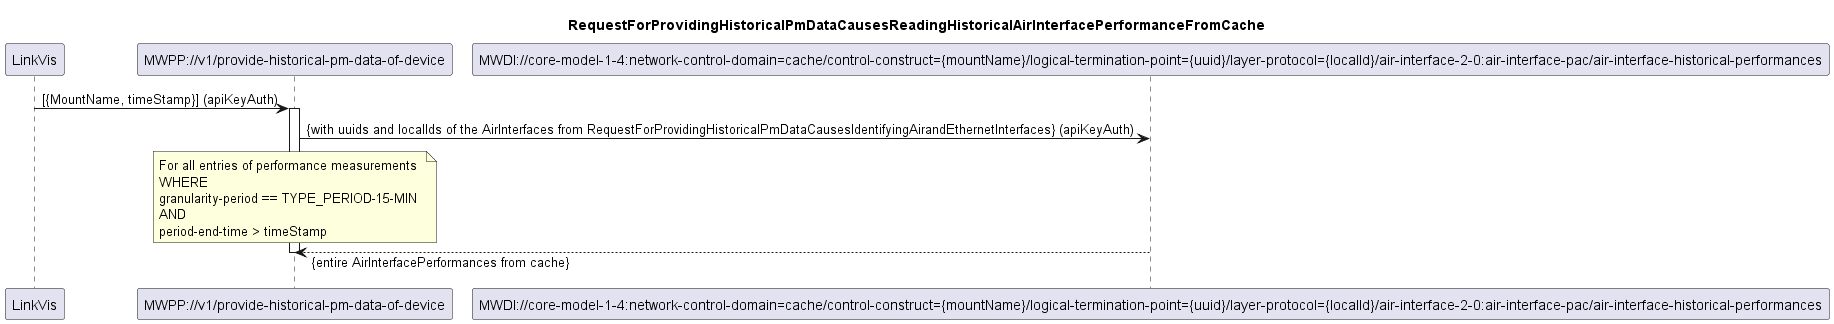 RequestForProvidingHistoricalPmDataCausesReadingHistoricalAirInterfacePerformanceFromCache
LinkVis
MWPP://v1/provide-historical-pm-data-of-device
MWDI://core-model-1-4:network-control-domain=cache/control-construct={mountName}/logical-termination-point={uuid}/layer-protocol={localId}/air-interface-2-0:air-interface-pac/air-interface-historical-performances
[{MountName, timeStamp}] (apiKeyAuth)
{with uuids and localIds of the AirInterfaces from RequestForProvidingHistoricalPmDataCausesIdentifyingAirandEthernetInterfaces} (apiKeyAuth)
For all entries of performance measurements
WHERE
granularity-period == TYPE_PERIOD-15-MIN
AND
period-end-time > timeStamp
{entire AirInterfacePerformances from cache}
LinkVis
MWPP://v1/provide-historical-pm-data-of-device
MWDI://core-model-1-4:network-control-domain=cache/control-construct={mountName}/logical-termination-point={uuid}/layer-protocol={localId}/air-interface-2-0:air-interface-pac/air-interface-historical-performances